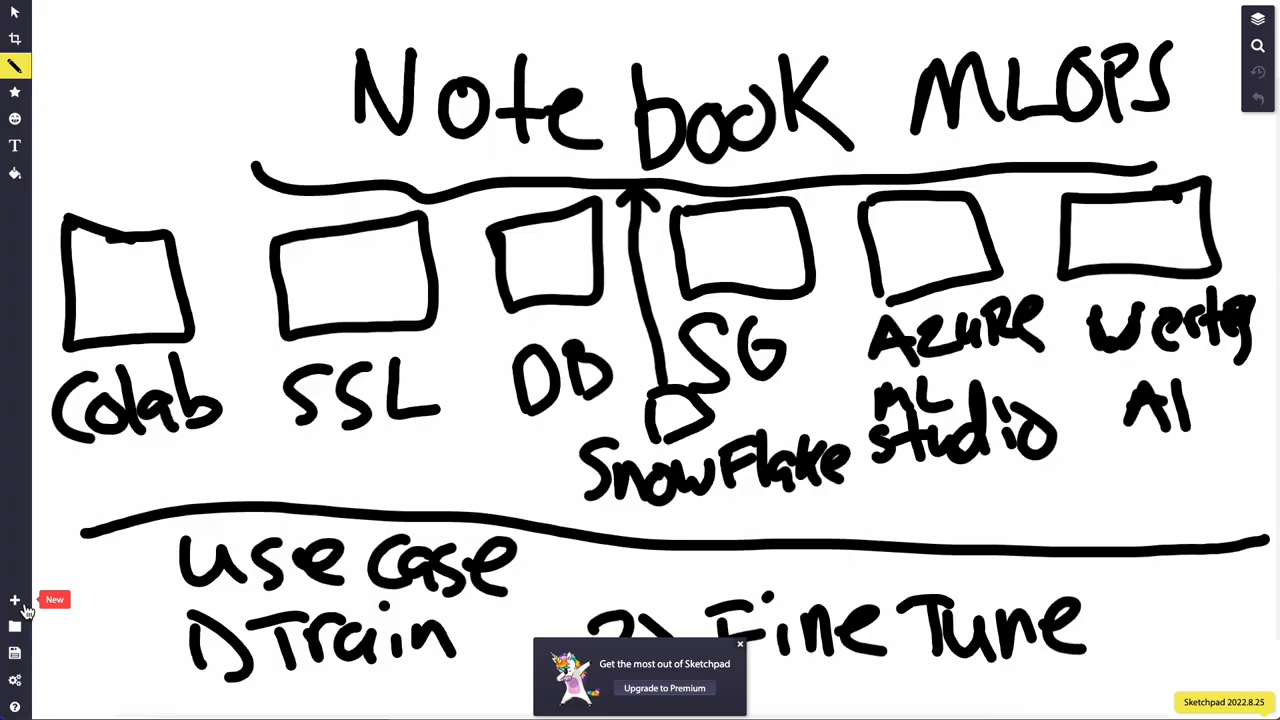 Notebook MLOPS
Colab SSL DB SG AZURE ML studio Vertex AI
Snowflake
use case
1) Train 2) Fine Tune
New
Get the most out of Sketchpad
Upgrade to Premium
Sketchpad 2022.8.25